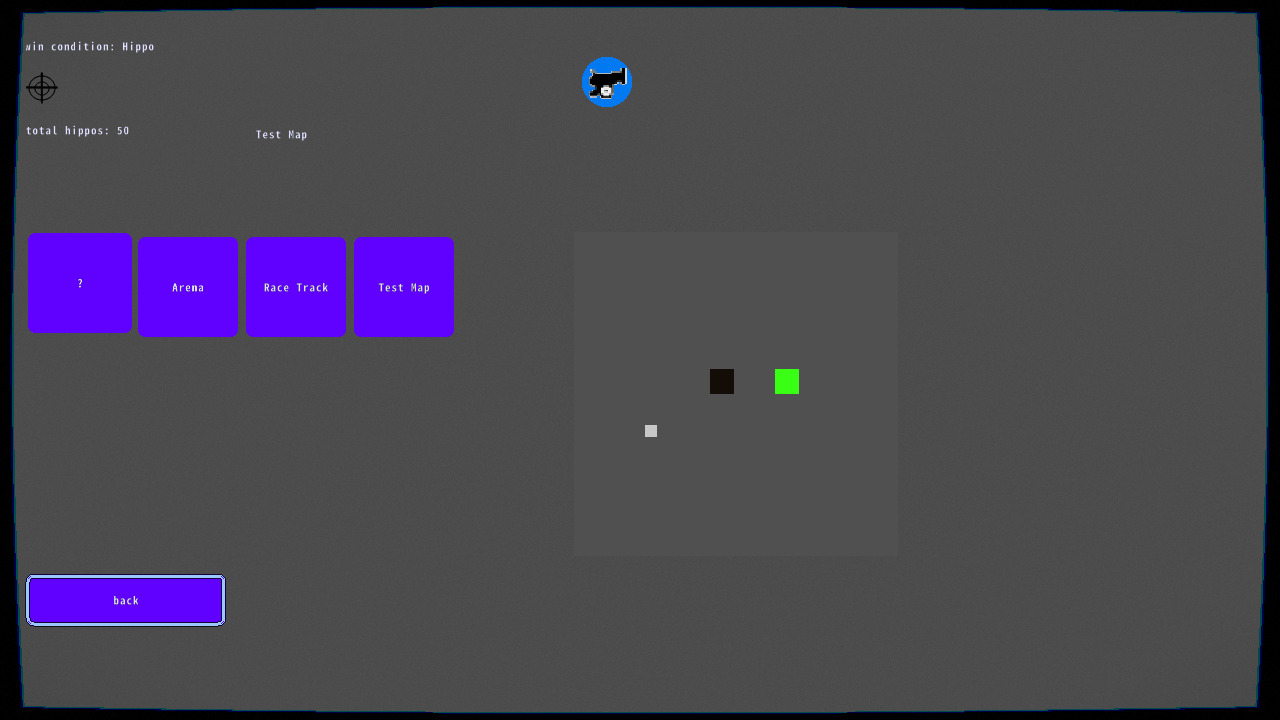 win condition: Hippo
total hippos: 50
Test Map
?
Arena
Race Track
Test Map
back